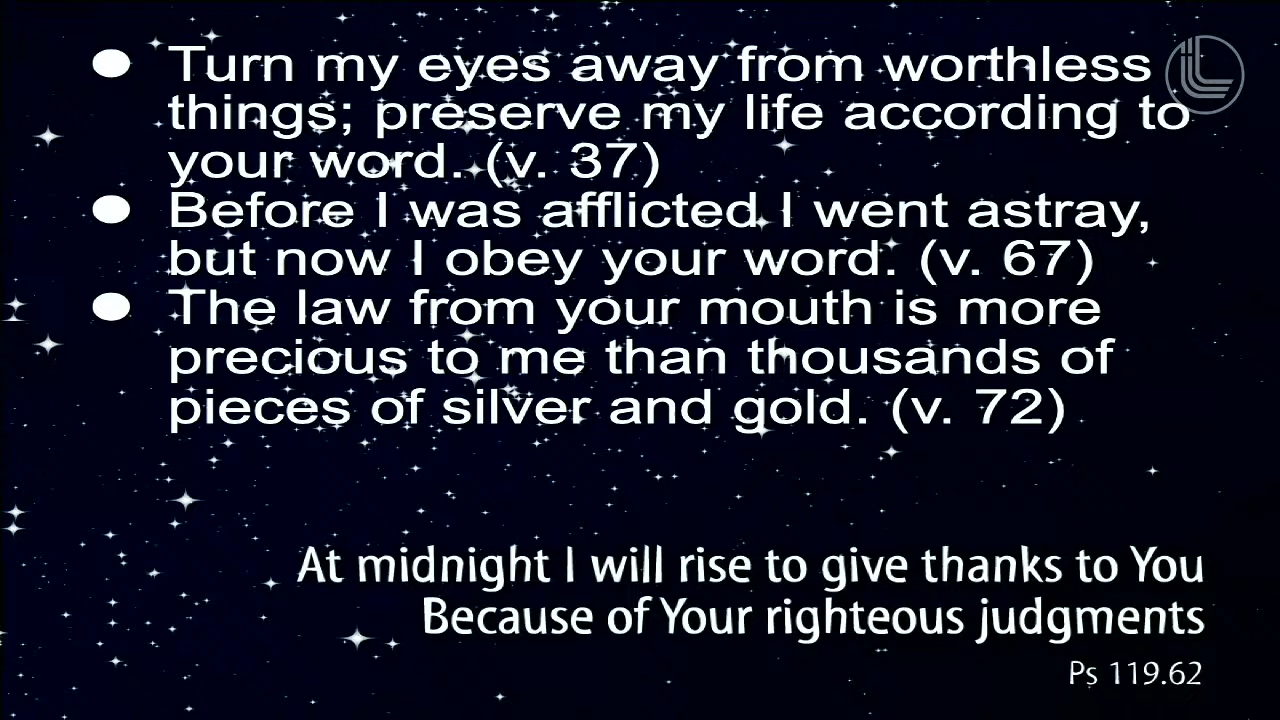 ● Turn my eyes away from worthless
things; preserve my life according to
your word. (v. 37)
● Before I was afflicted I went astray,
but now I obey your word. (v. 67)
● The law from your mouth is more
precious to me than thousands of
pieces of silver and gold. (v. 72)
At midnight I will rise to give thanks to You
Because of Your righteous judgments
Ps 119.62